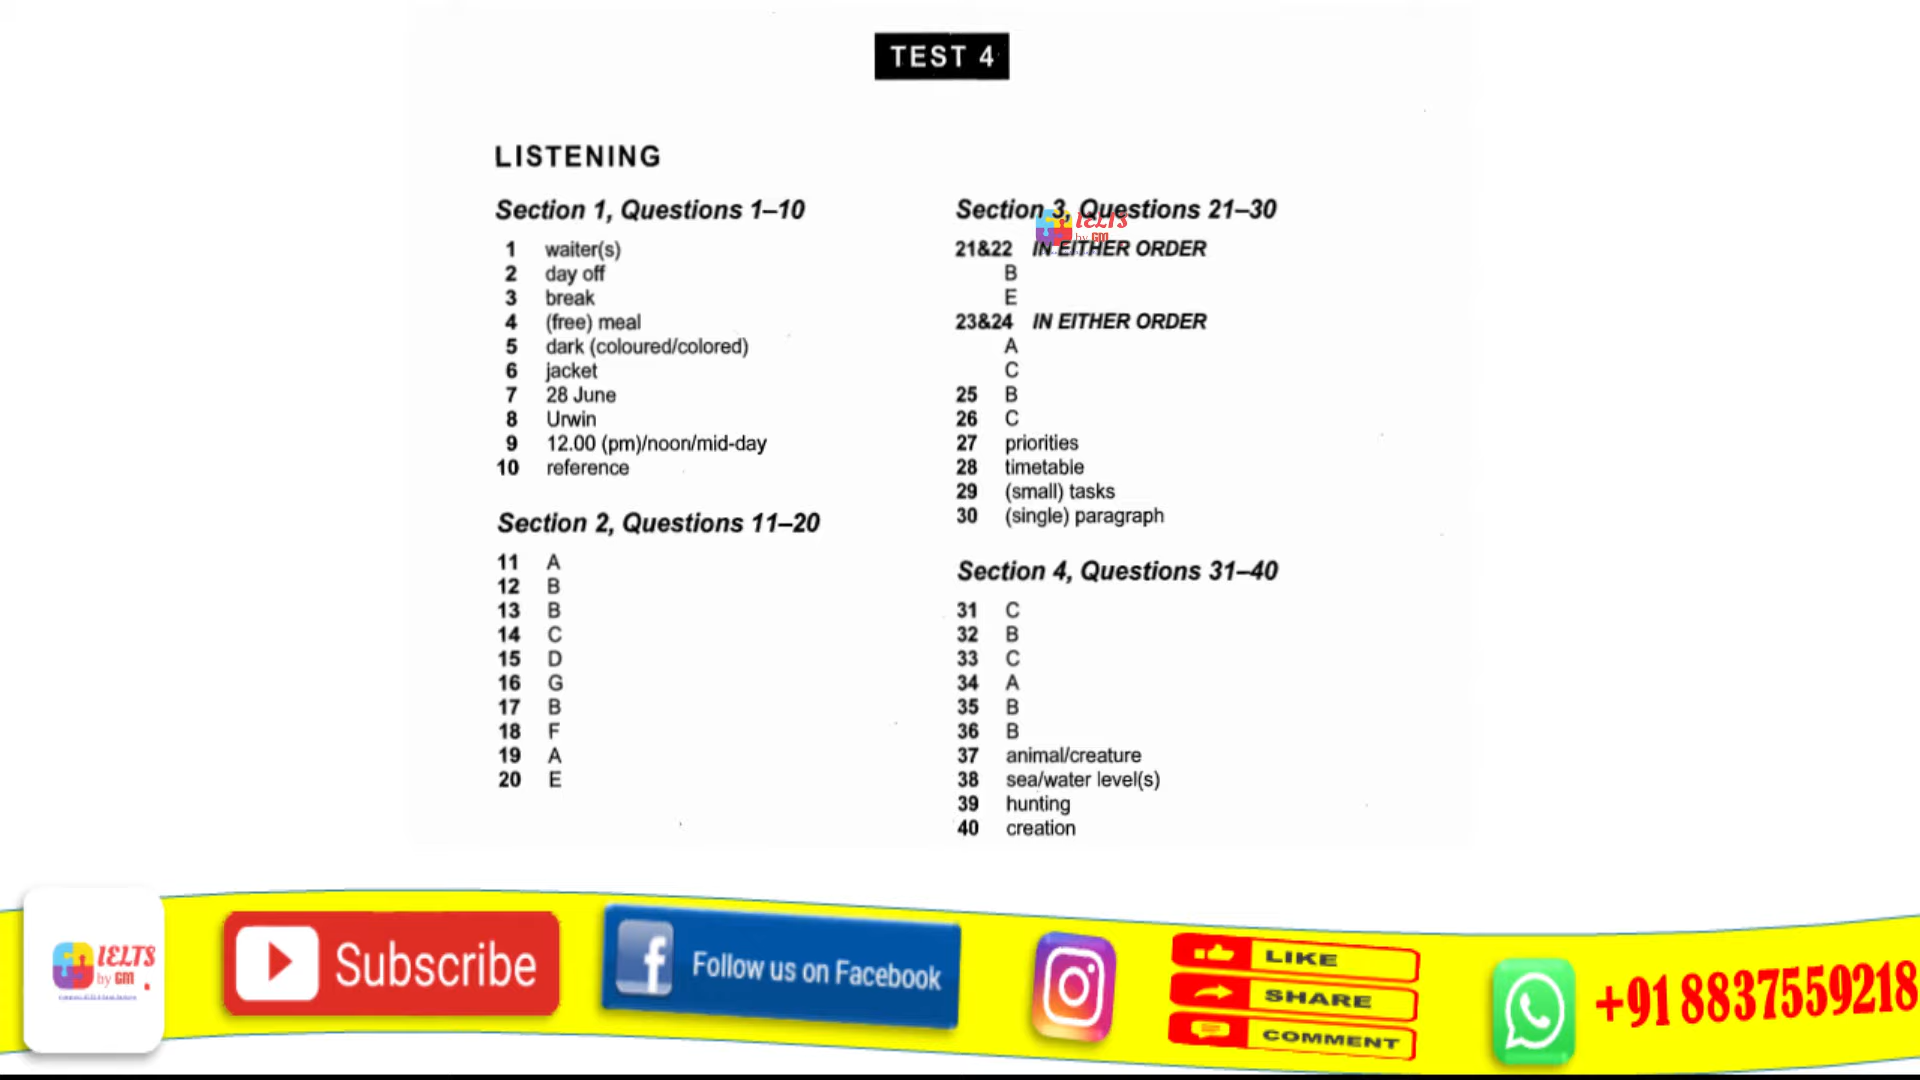 TEST 4
LISTENING
Section 1, Questions 1–10
1 waiter(s)
2 day off
3 break
4 (free) meal
5 dark (coloured/colored)
6 jacket
7 28 June
8 Urwin
9 12.00 (pm)/noon/mid-day
10 reference
Section 2, Questions 11–20
11 A
12 B
13 B
14 C
15 D
16 G
17 B
18 F
19 A
20 E
Section 3, Questions 21–30
IELTS
by GM
21&22 IN EITHER ORDER
B
E
23&24 IN EITHER ORDER
A
C
25 B
26 C
27 priorities
28 timetable
29 (small) tasks
30 (single) paragraph
Section 4, Questions 31–40
31 C
32 B
33 C
34 A
35 B
36 B
37 animal/creature
38 sea/water level(s)
39 hunting
40 creation
IELTS
by GM
Subscribe
Follow us on Facebook
LIKE
SHARE
COMMENT
+91 8837559218